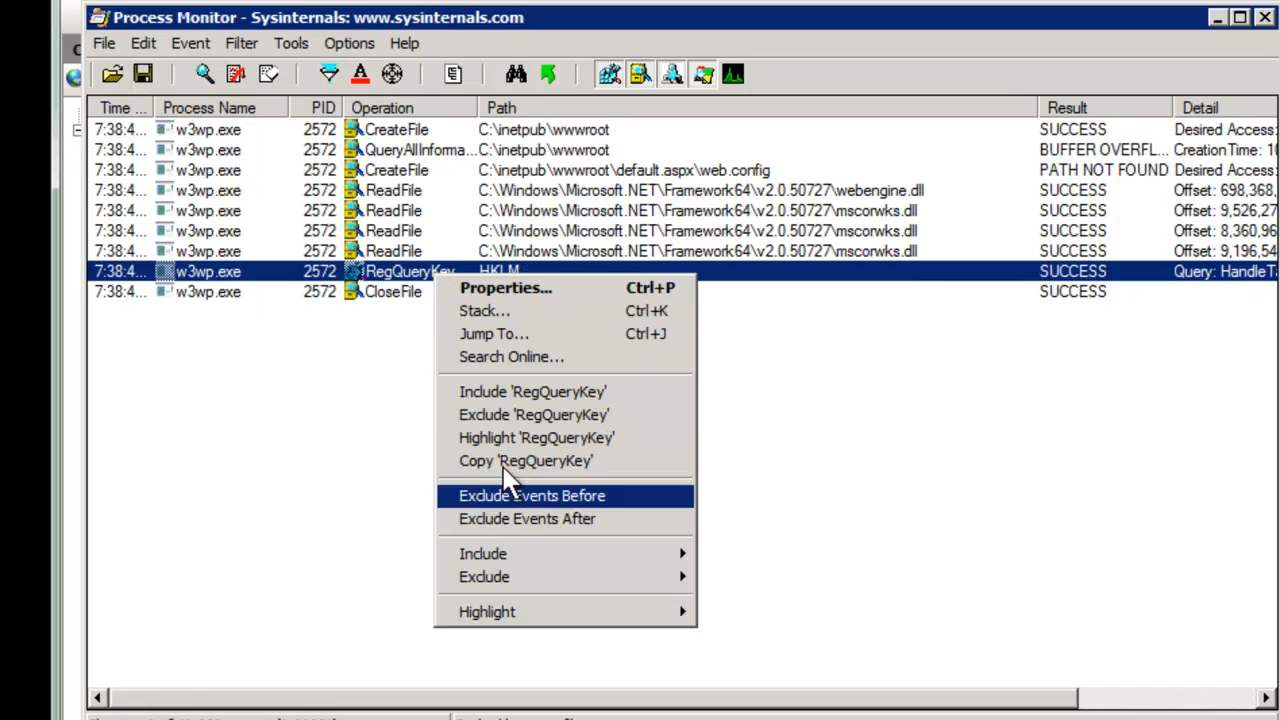 Process Monitor - Sysinternals: www.sysinternals.com
File Edit Event Filter Tools Options Help
Time ... Process Name PID Operation Path Result Detail
7:38:4... w3wp.exe 2572 CreateFile C:\inetpub\wwwroot SUCCESS Desired Access:
7:38:4... w3wp.exe 2572 QueryAllInforma... C:\inetpub\wwwroot BUFFER OVERFL... CreationTime: 10
7:38:4... w3wp.exe 2572 CreateFile C:\inetpub\wwwroot\default.aspx\web.config PATH NOT FOUND Desired Access:
7:38:4... w3wp.exe 2572 ReadFile C:\Windows\Microsoft.NET\Framework64\v2.0.50727\webengine.dll SUCCESS Offset: 698,368,
7:38:4... w3wp.exe 2572 ReadFile C:\Windows\Microsoft.NET\Framework64\v2.0.50727\mscorwks.dll SUCCESS Offset: 9,526,27
7:38:4... w3wp.exe 2572 ReadFile C:\Windows\Microsoft.NET\Framework64\v2.0.50727\mscorwks.dll SUCCESS Offset: 8,360,96
7:38:4... w3wp.exe 2572 ReadFile C:\Windows\Microsoft.NET\Framework64\v2.0.50727\mscorwks.dll SUCCESS Offset: 9,196,54
7:38:4... w3wp.exe 2572 RegQueryKey HKLM SUCCESS Query: HandleTa
7:38:4... w3wp.exe 2572 CloseFile SUCCESS
Properties... Ctrl+P
Stack... Ctrl+K
Jump To... Ctrl+J
Search Online...
Include 'RegQueryKey'
Exclude 'RegQueryKey'
Highlight 'RegQueryKey'
Copy 'RegQueryKey'
Exclude Events Before
Exclude Events After
Include
Exclude
Highlight